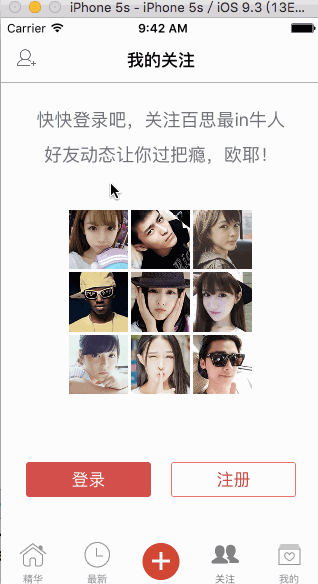 iPhone 5s - iPhone 5s / iOS 9.3 (13E...
Carrier 9:42 AM
我的关注
快快登录吧，关注百思最in牛人
好友动态让你过把瘾，欧耶！
登录 注册
精华 最新 关注 我的